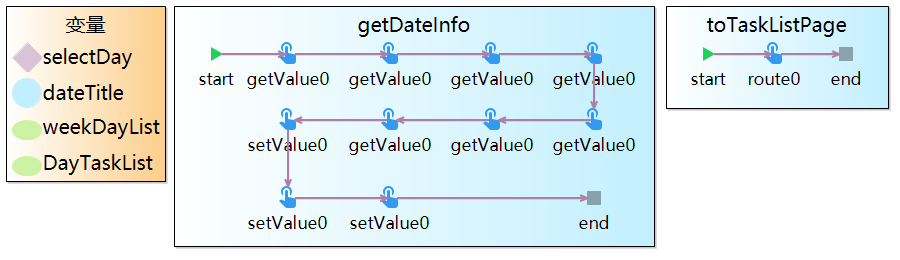 变量
selectDay
dateTitle
weekDayList
DayTaskList
getDateInfo
start getValue0 getValue0 getValue0 getValue0
setValue0 getValue0 getValue0 getValue0
setValue0 setValue0 end
toTaskListPage
start route0 end